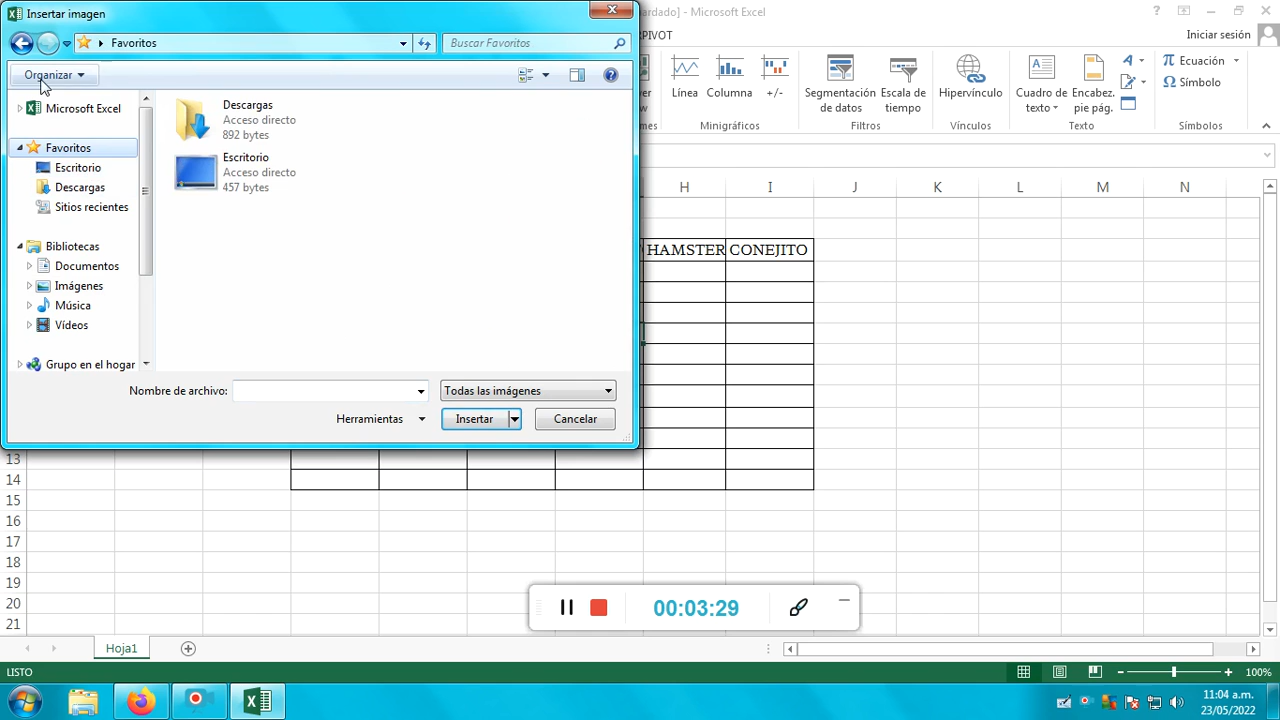 Insertar imagen
ardado] - Microsoft Excel
?
Favoritos
Buscar Favoritos
PIVOT
Iniciar sesión
Organizar
Microsoft Excel
Favoritos
Escritorio
Descargas
Sitios recientes
Bibliotecas
Documentos
Imágenes
Música
Vídeos
Grupo en el hogar
Descargas
Acceso directo
892 bytes
Escritorio
Acceso directo
457 bytes
Nombre de archivo:
Todas las imágenes
Herramientas
Insertar
Cancelar
Línea
Columna
+/-
Minigráficos
Segmentación
de datos
Escala de
tiempo
Filtros
Hipervínculo
Vínculos
Cuadro de
texto
Encabez.
pie pág.
Texto
π Ecuación
Ω Símbolo
Símbolos
H I J K L M N
HAMSTER CONEJITO
13
14
15
16
17
18
19
20
21
00:03:29
Hoja1
LISTO
100%
11:04 a.m.
23/05/2022